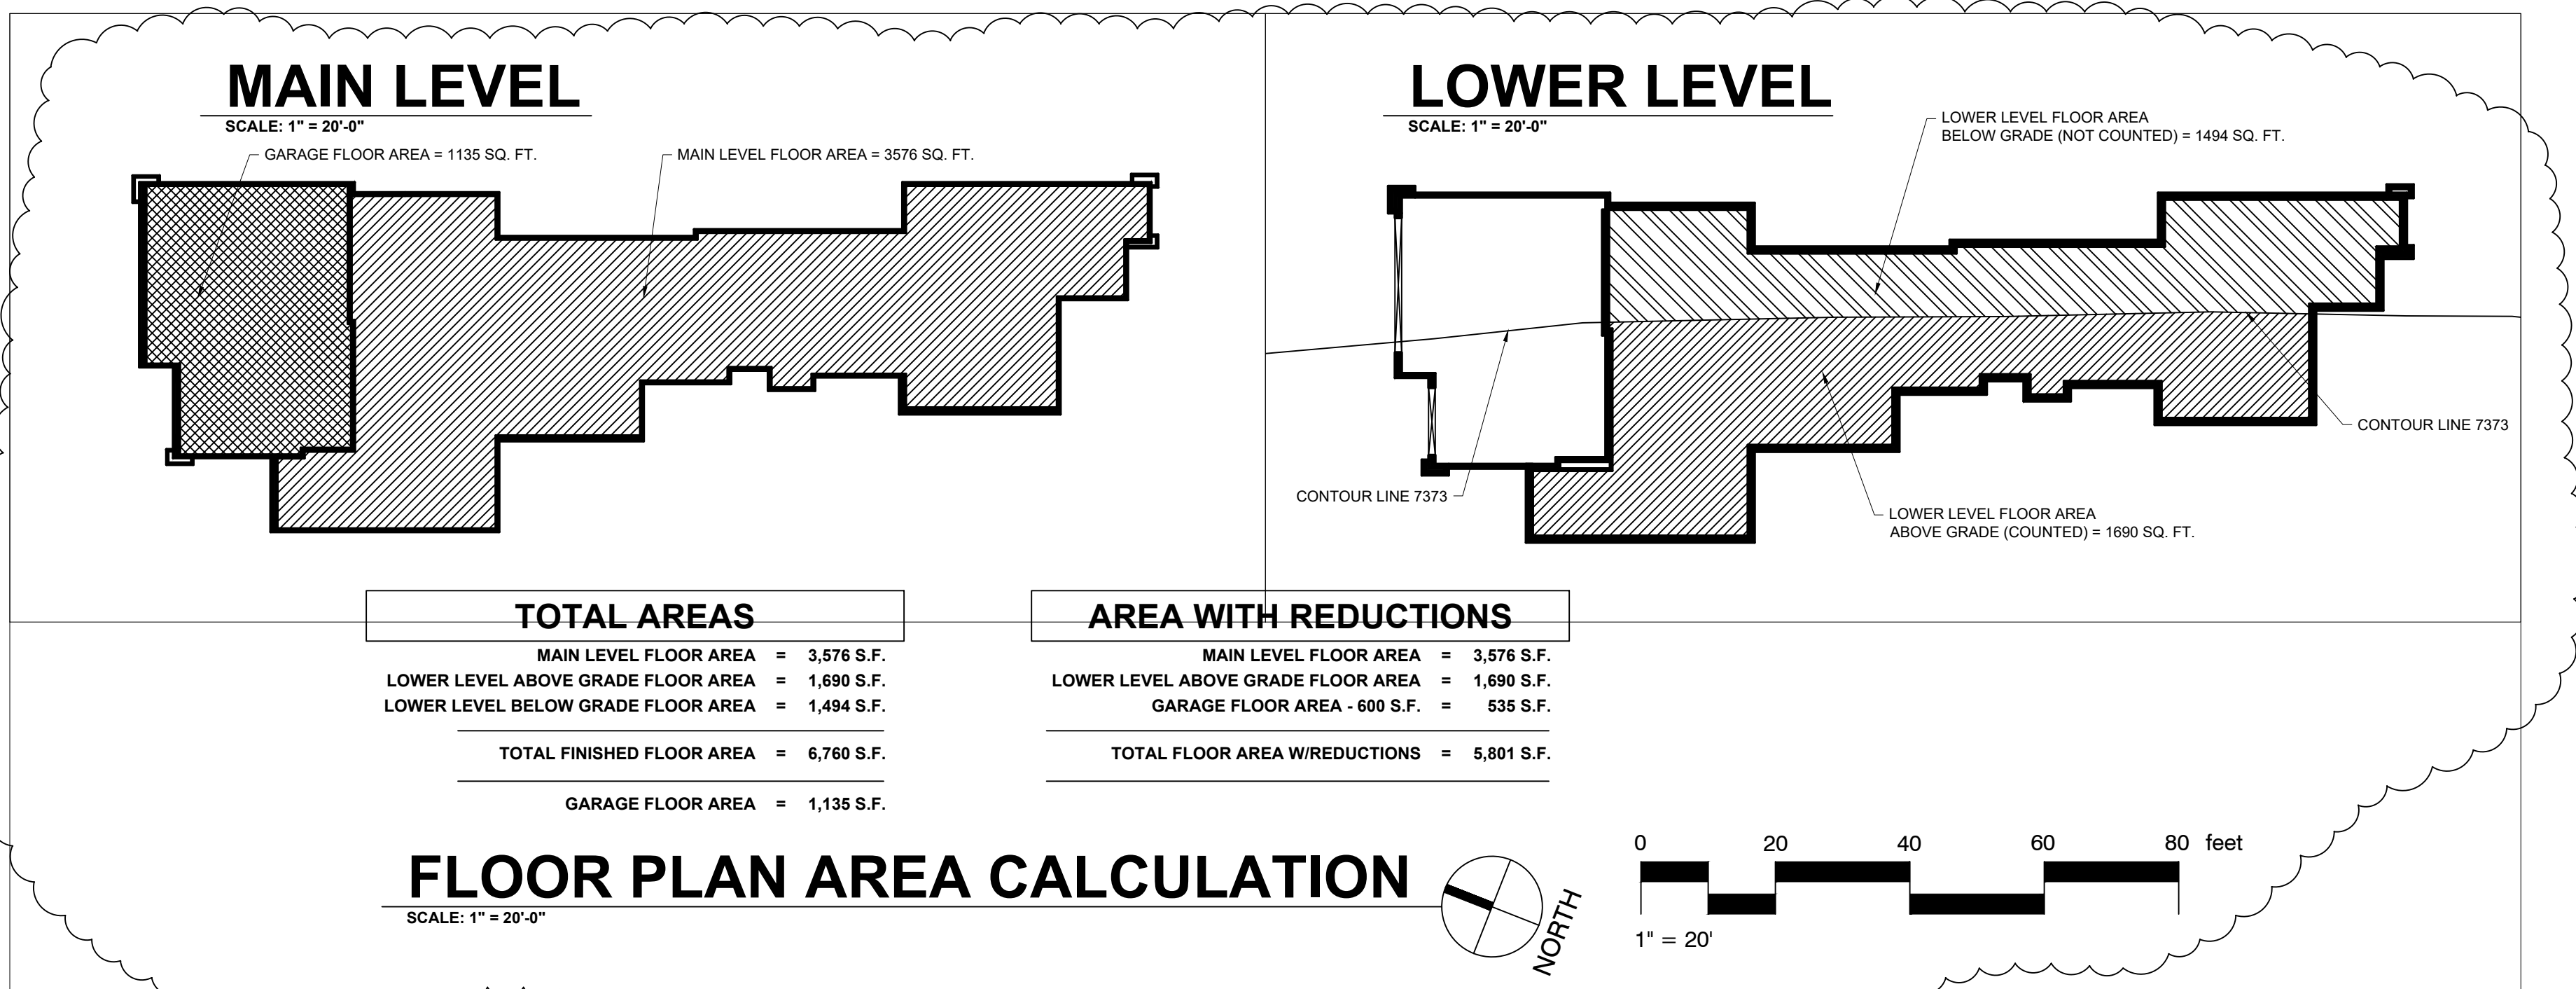 MAIN LEVEL
SCALE: 1" = 20'-0"
GARAGE FLOOR AREA = 1135 SQ. FT.
MAIN LEVEL FLOOR AREA = 3576 SQ. FT.
LOWER LEVEL
SCALE: 1" = 20'-0"
LOWER LEVEL FLOOR AREA
BELOW GRADE (NOT COUNTED) = 1494 SQ. FT.
CONTOUR LINE 7373
CONTOUR LINE 7373
LOWER LEVEL FLOOR AREA
ABOVE GRADE (COUNTED) = 1690 SQ. FT.
TOTAL AREAS
MAIN LEVEL FLOOR AREA = 3,576 S.F.
LOWER LEVEL ABOVE GRADE FLOOR AREA = 1,690 S.F.
LOWER LEVEL BELOW GRADE FLOOR AREA = 1,494 S.F.
TOTAL FINISHED FLOOR AREA = 6,760 S.F.
GARAGE FLOOR AREA = 1,135 S.F.
AREA WITH REDUCTIONS
MAIN LEVEL FLOOR AREA = 3,576 S.F.
LOWER LEVEL ABOVE GRADE FLOOR AREA = 1,690 S.F.
GARAGE FLOOR AREA - 600 S.F. = 535 S.F.
TOTAL FLOOR AREA W/REDUCTIONS = 5,801 S.F.
FLOOR PLAN AREA CALCULATION
SCALE: 1" = 20'-0"
NORTH
0 20 40 60 80 feet
1" = 20'